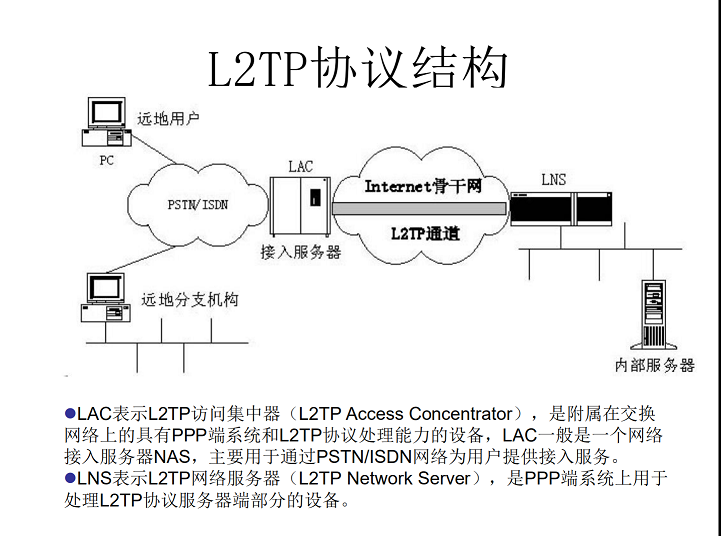 L2TP协议结构
远地用户
PC
LAC
Internet骨干网
LNS
PSTN/ISDN
L2TP通道
接入服务器
远地分支机构
内部服务器
●LAC表示L2TP访问集中器（L2TP Access Concentrator），是附属在交换
网络上的具有PPP端系统和L2TP协议处理能力的设备，LAC一般是一个网络
接入服务器NAS，主要用于通过PSTN/ISDN网络为用户提供接入服务。
●LNS表示L2TP网络服务器（L2TP Network Server），是PPP端系统上用于
处理L2TP协议服务器端部分的设备。